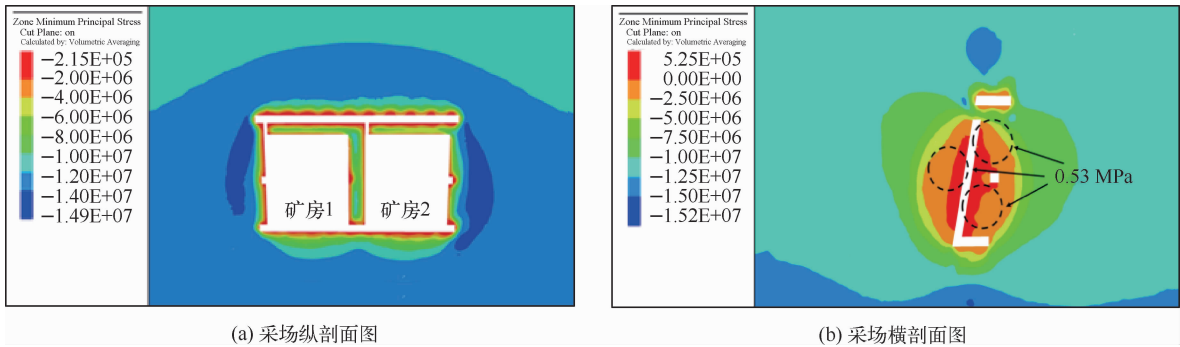 Zone Minimum Principal Stress
Cut Plane: on
Calculated by: Volumetric Averaging
−2.15E+05
−2.00E+06
−4.00E+06
−6.00E+06
−8.00E+06
−1.00E+07
−1.20E+07
−1.40E+07
−1.49E+07
矿房1
矿房2
(a) 采场纵剖面图
Zone Minimum Principal Stress
Cut Plane: on
Calculated by: Volumetric Averaging
5.25E+05
0.00E+00
−2.50E+06
−5.00E+06
−7.50E+06
−1.00E+07
−1.25E+07
−1.50E+07
−1.52E+07
0.53 MPa
(b) 采场横剖面图